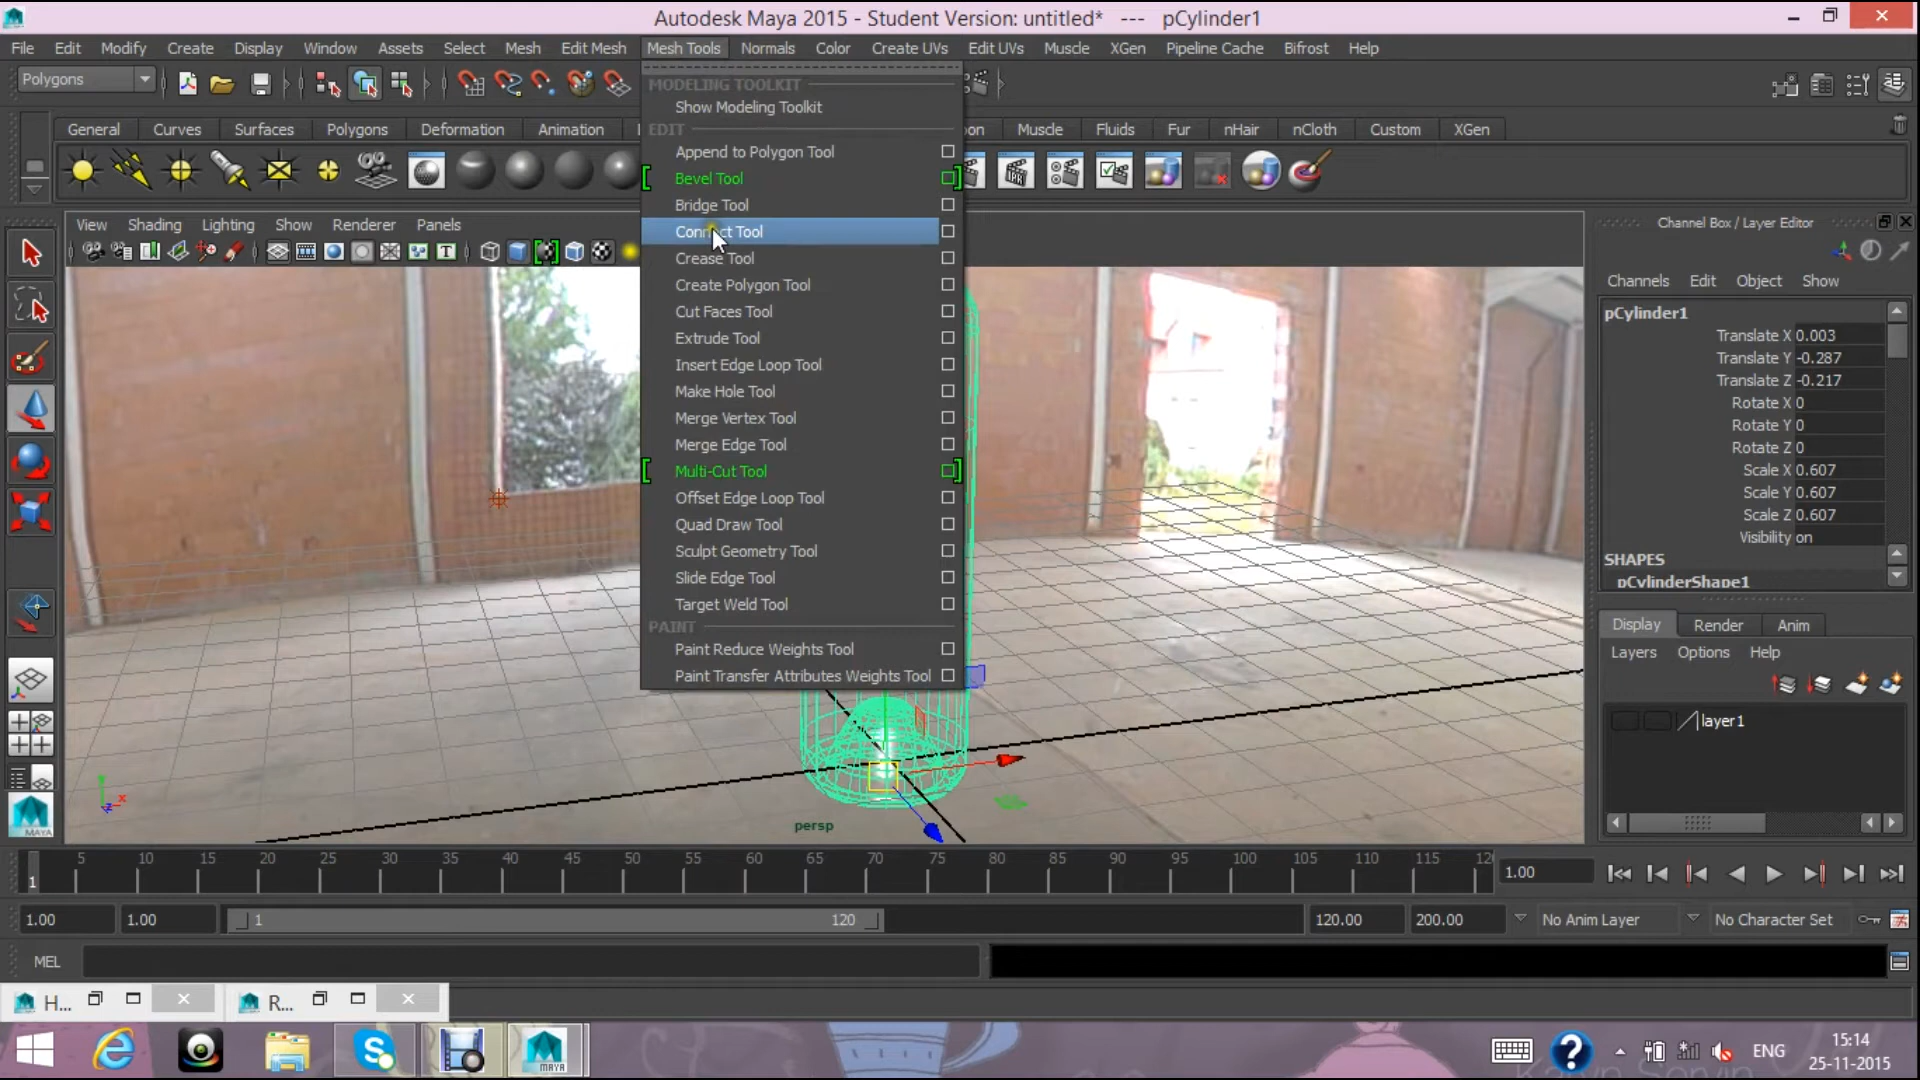 Autodesk Maya 2015 - Student Version: untitled* --- pCylinder1
File Edit Modify Create Display Window Assets Select Mesh Edit Mesh Mesh Tools Normals Color Create UVs Edit UVs Muscle XGen Pipeline Cache Bifrost Help
Polygons
General Curves Surfaces Polygons Deformation Animation Muscle Fluids Fur nHair nCloth Custom XGen
MODELING TOOLKIT
Show Modeling Toolkit
EDIT
Append to Polygon Tool
Bevel Tool
Bridge Tool
Connect Tool
Crease Tool
Create Polygon Tool
Cut Faces Tool
Extrude Tool
Insert Edge Loop Tool
Make Hole Tool
Merge Vertex Tool
Merge Edge Tool
Multi-Cut Tool
Offset Edge Loop Tool
Quad Draw Tool
Sculpt Geometry Tool
Slide Edge Tool
Target Weld Tool
PAINT
Paint Reduce Weights Tool
Paint Transfer Attributes Weights Tool
IPR
View Shading Lighting Show Renderer Panels
persp
Channel Box / Layer Editor
Channels Edit Object Show
pCylinder1
Translate X 0.003
Translate Y -0.287
Translate Z -0.217
Rotate X 0
Rotate Y 0
Rotate Z 0
Scale X 0.607
Scale Y 0.607
Scale Z 0.607
Visibility on
SHAPES
pCylinderShape1
Display Render Anim
Layers Options Help
layer1
MAYA
1 5 10 15 20 25 30 35 40 45 50 55 60 65 70 75 80 85 90 95 100 105 110 115 12
1.00
1.00 1.00 1 120 120.00 200.00 No Anim Layer No Character Set
MEL
H... R...
MAYA
ENG
15:14
25-11-2015